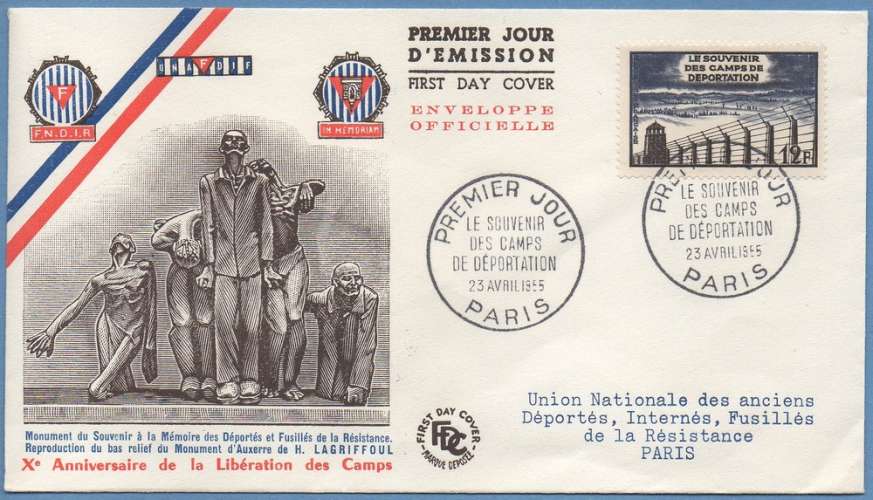 F
F.N.D.I.R
U N A F D I F
IN MEMORIAM
PREMIER JOUR
D'EMISSION
FIRST DAY COVER
ENVELOPPE
OFFICIELLE
LE SOUVENIR
DES CAMPS DE
DEPORTATION
12F
PREMIER JOUR
LE SOUVENIR
DES CAMPS
DE DÉPORTATION
23 AVRIL 1955
PARIS
PREMIER JOUR
LE SOUVENIR
DES CAMPS
DE DÉPORTATION
23 AVRIL 1955
PARIS
Monument du Souvenir à la Mémoire des Déportés et Fusillés de la Résistance.
Reproduction du bas relief du Monument d'Auxerre de H. LAGRIFFOUL
Xe Anniversaire de la Libération des Camps
FIRST DAY COVER
FDC
MARQUE DÉPOSÉE
Union Nationale des anciens
Déportés, Internés, Fusillés
de la Résistance
PARIS